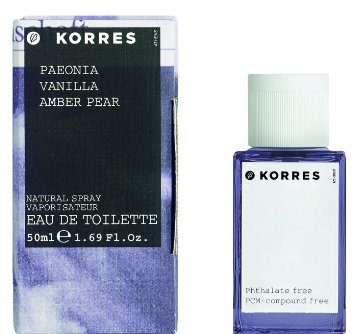 KORRES
PAEONIA
VANILLA
AMBER PEAR
NATURAL SPRAY
VAPORISATEUR
EAU DE TOILETTE
50ml e 1.69 Fl.Oz.
KORRES
Phthalate free
PCM-compound free